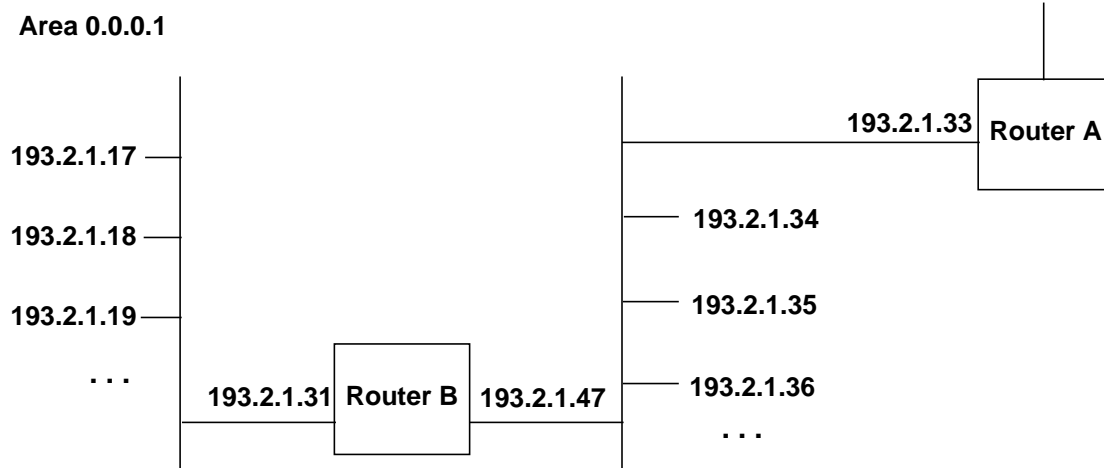 Area 0.0.0.1
193.2.1.33
Router A
193.2.1.17
193.2.1.34
193.2.1.18
193.2.1.35
193.2.1.19
. . .
193.2.1.31
Router B
193.2.1.47
193.2.1.36
. . .